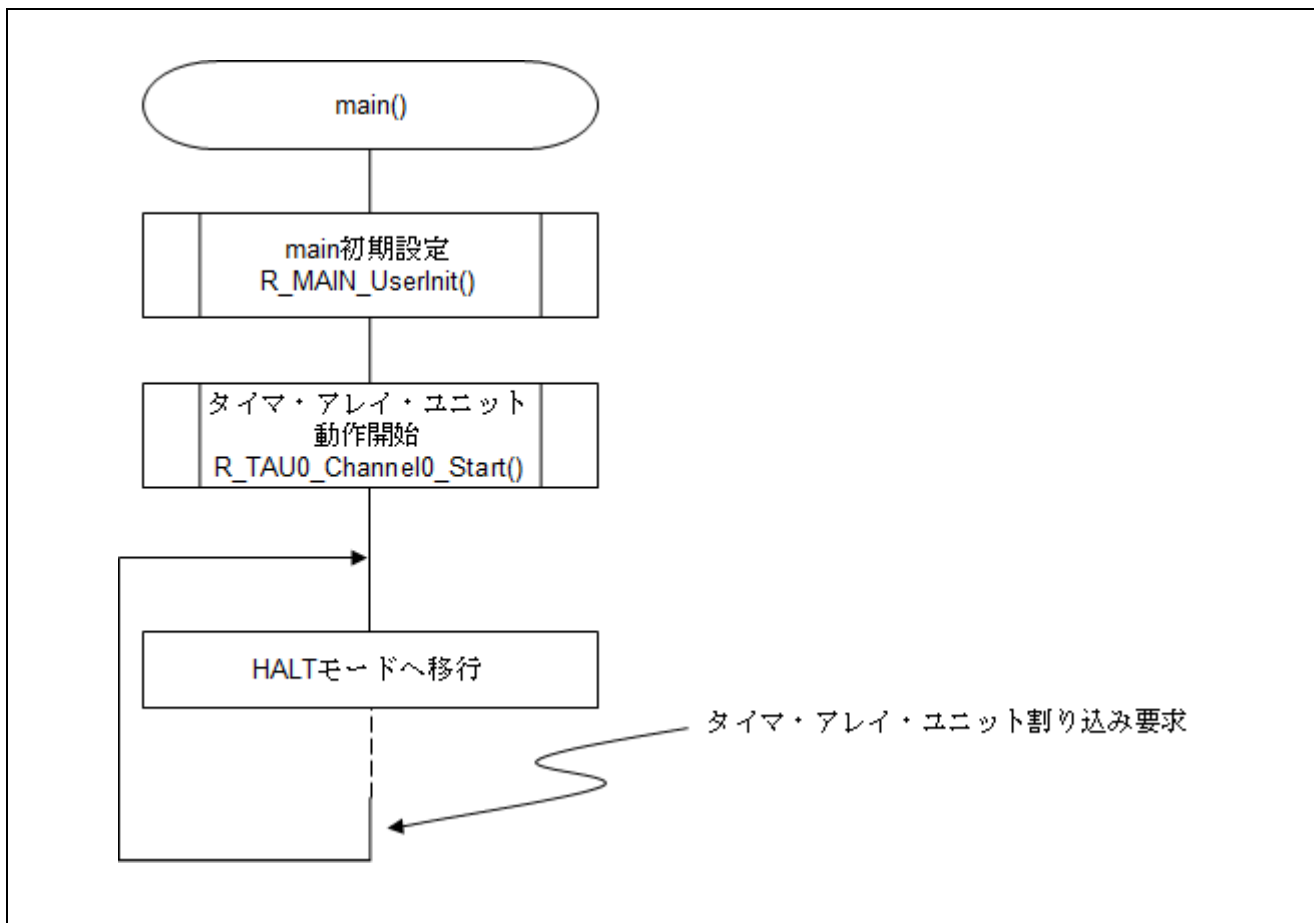 main()
main初期設定
R_MAIN_UserInit()
タイマ・アレイ・ユニット
動作開始
R_TAU0_Channel0_Start()
HALTモードへ移行
タイマ・アレイ・ユニット割り込み要求